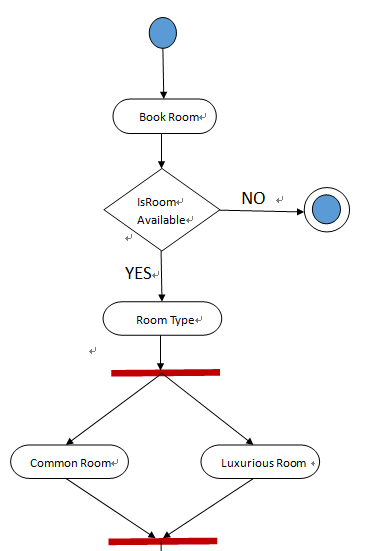 Book Room
IsRoom
Available
NO
YES
Room Type
Common Room
Luxurious Room